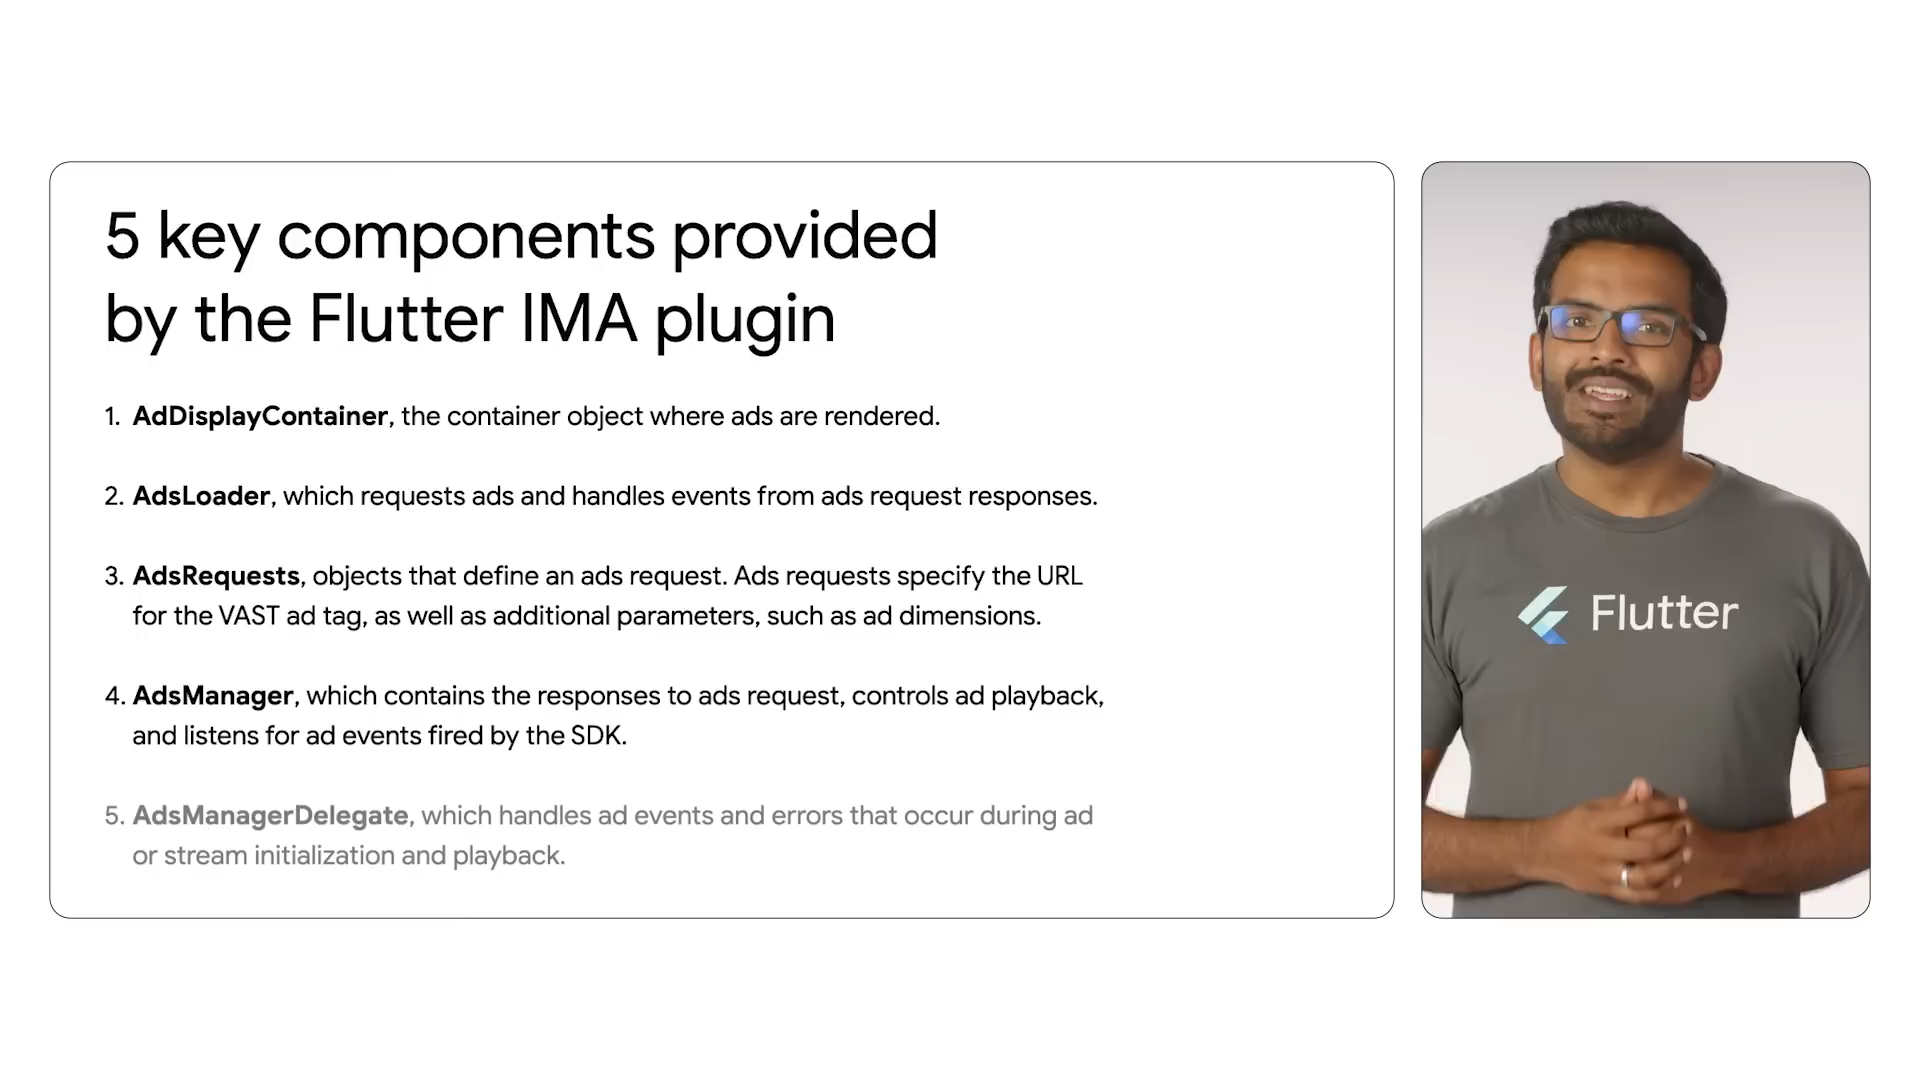 5 key components provided
by the Flutter IMA plugin
1. AdDisplayContainer, the container object where ads are rendered.
2. AdsLoader, which requests ads and handles events from ads request responses.
3. AdsRequests, objects that define an ads request. Ads requests specify the URL
for the VAST ad tag, as well as additional parameters, such as ad dimensions.
4. AdsManager, which contains the responses to ads request, controls ad playback,
and listens for ad events fired by the SDK.
5. AdsManagerDelegate, which handles ad events and errors that occur during ad
or stream initialization and playback.
Flutter